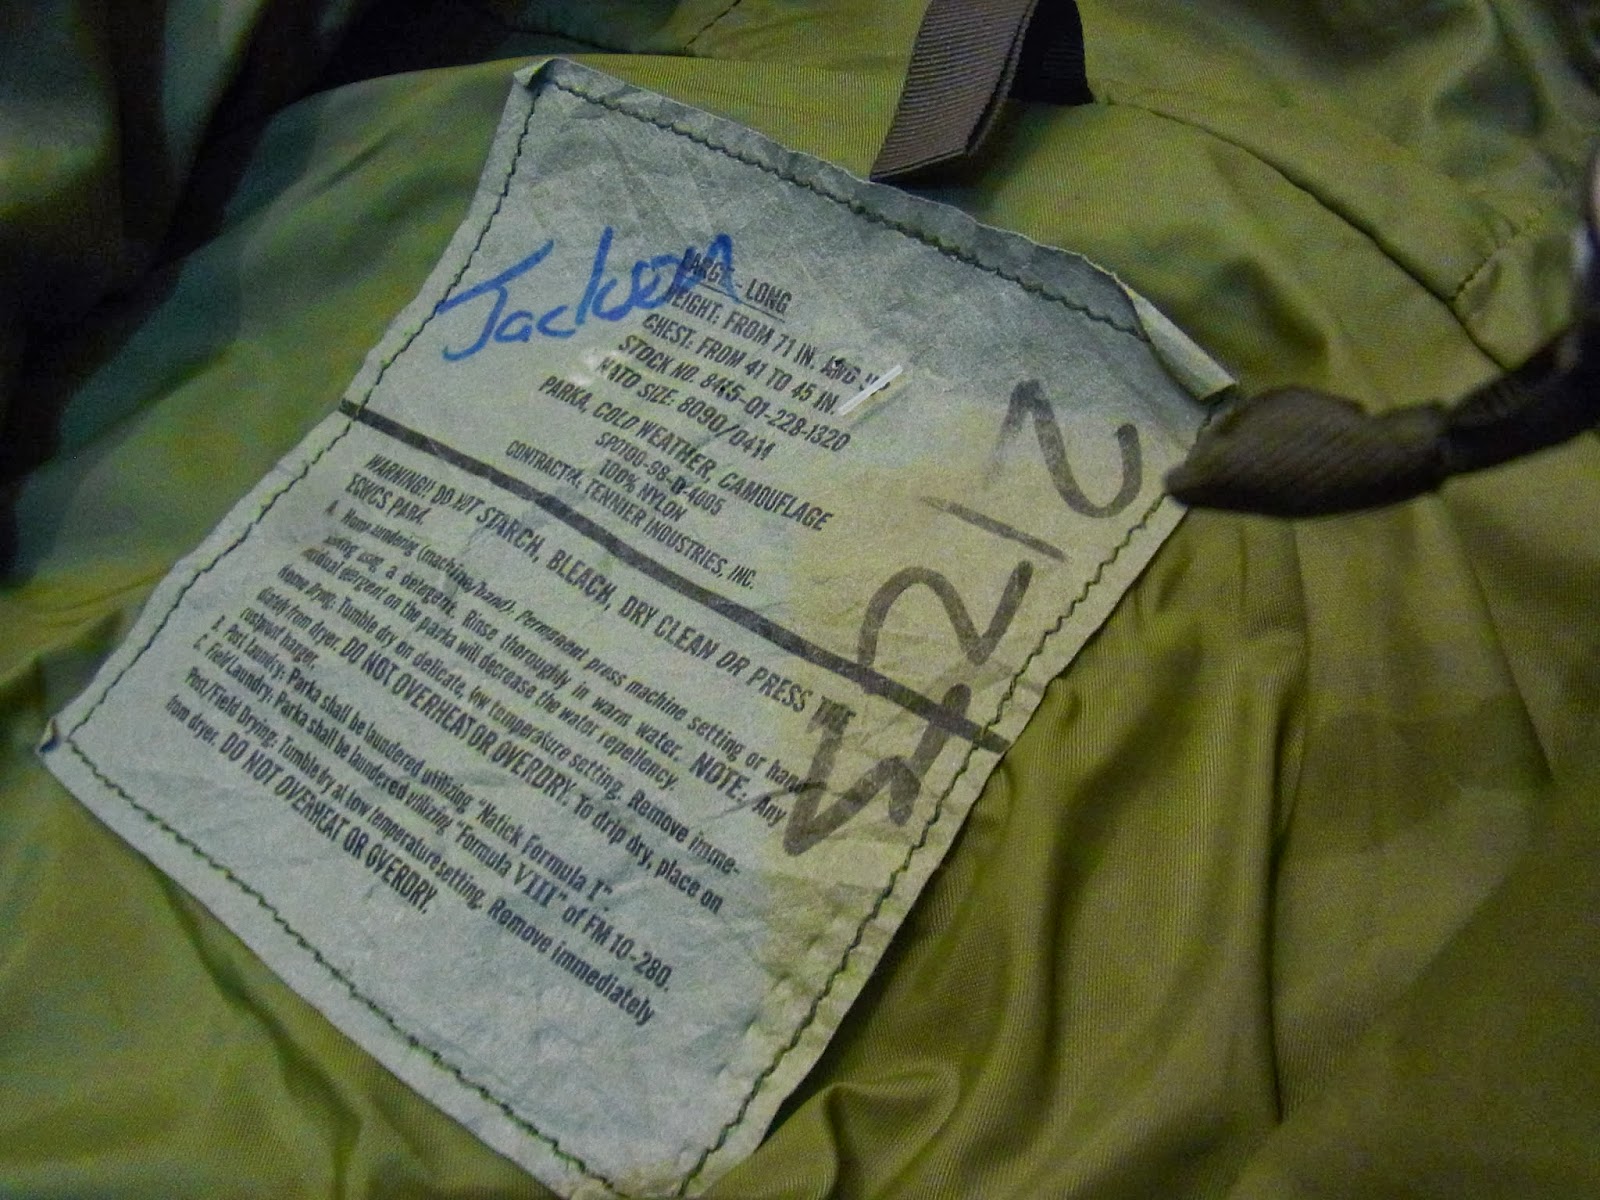 Jackson
LARGE - LONG
HEIGHT: FROM 71 IN. AND UP
CHEST: FROM 41 TO 45 IN.
STOCK NO. 8415-01-228-1320
NATO SIZE: 8090/0414
PARKA, COLD WEATHER, CAMOUFLAGE
SPO100-98-D-4005
100% NYLON
CONTRACTOR, TENNIER INDUSTRIES, INC.
WARNING!! DO NOT STARCH, BLEACH, DRY CLEAN OR PRESS THE
ECWCS PARA.
A. Home Laundering (machine/hand): Permanent press machine setting or hand
using a detergent. Rinse thoroughly in warm water. NOTE: Any
residual detergent on the parka will decrease the water repellency.
Home Drying: Tumble dry on delicate, low temperature setting. Remove imme-
diately from dryer. DO NOT OVERHEAT OR OVERDRY. To drip dry, place on
rustproof hanger.
Post Laundry: Parka shall be laundered utilizing "Natick Formula I".
C. Field Laundry: Parka shall be laundered utilizing "Formula VIII" of FM 10-280.
Post/Field Drying: Tumble dry at low temperature setting. Remove immediately
from dryer. DO NOT OVERHEAT OR OVERDRY.